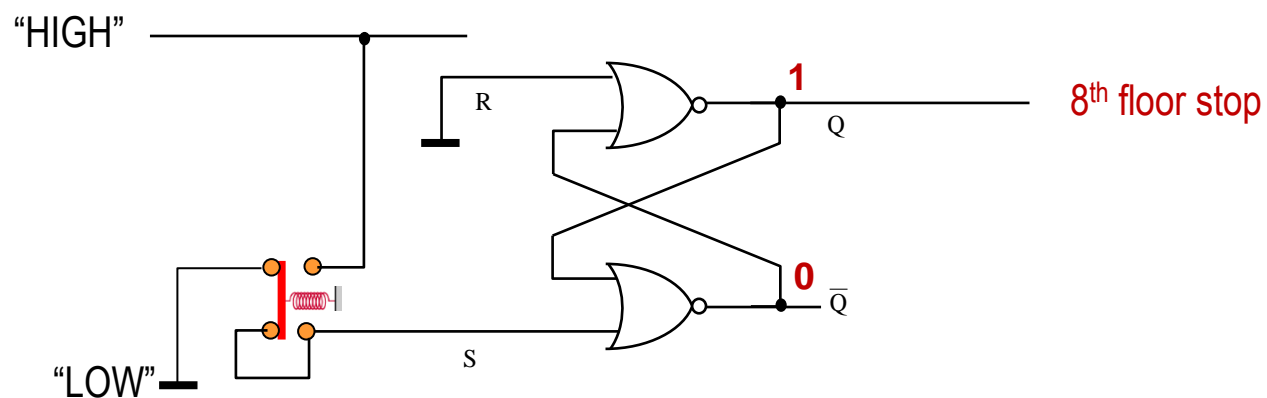 “HIGH”
R
1
Q
8th floor stop
0
Q̅
S
“LOW”